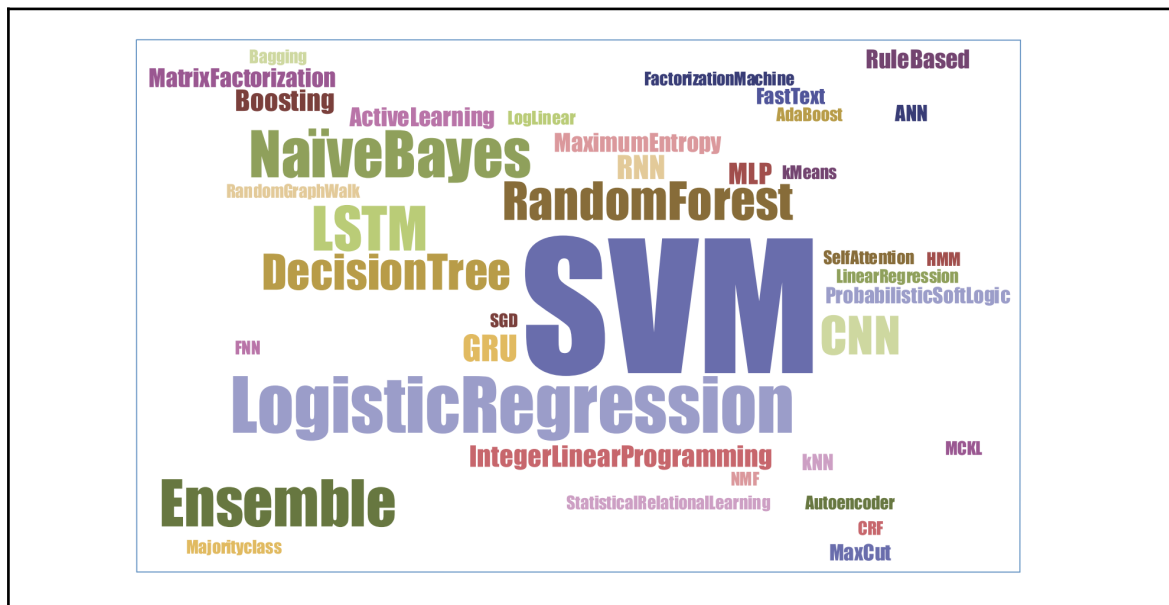 Bagging
RuleBased
MatrixFactorization
FactorizationMachine
Boosting
FastText
ActiveLearning
LogLinear
AdaBoost
ANN
NaïveBayes
MaximumEntropy
RNN
MLP
kMeans
RandomGraphWalk
RandomForest
LSTM
SVM
DecisionTree
SelfAttention
HMM
LinearRegression
ProbabilisticSoftLogic
SGD
CNN
FNN
GRU
LogisticRegression
IntegerLinearProgramming
kNN
MCKL
NMF
Ensemble
StatisticalRelationalLearning
Autoencoder
CRF
Majorityclass
MaxCut